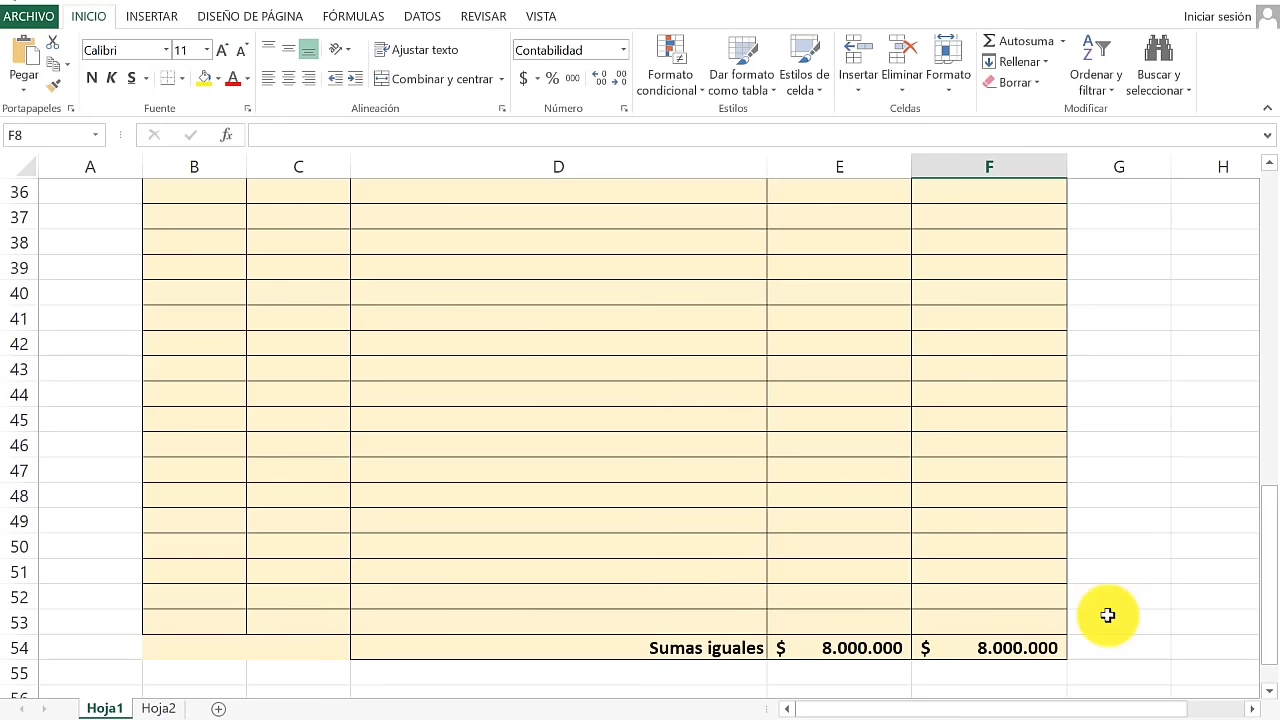 ARCHIVO INICIO INSERTAR DISEÑO DE PÁGINA FÓRMULAS DATOS REVISAR VISTA Iniciar sesión
Pegar
Portapapeles
Calibri 11 A A
N K S A
Fuente
Ajustar texto
Combinar y centrar
Alineación
Contabilidad
$ % 000
Número
Formato condicional
Dar formato como tabla
Estilos de celda
Estilos
Insertar Eliminar Formato
Celdas
Autosuma
Rellenar
Borrar
Ordenar y filtrar
Buscar y seleccionar
Modificar
F8 fx
A B C D E F G H
36
37
38
39
40
41
42
43
44
45
46
47
48
49
50
51
52
53
54 Sumas iguales $ 8.000.000 $ 8.000.000
55
56
Hoja1 Hoja2